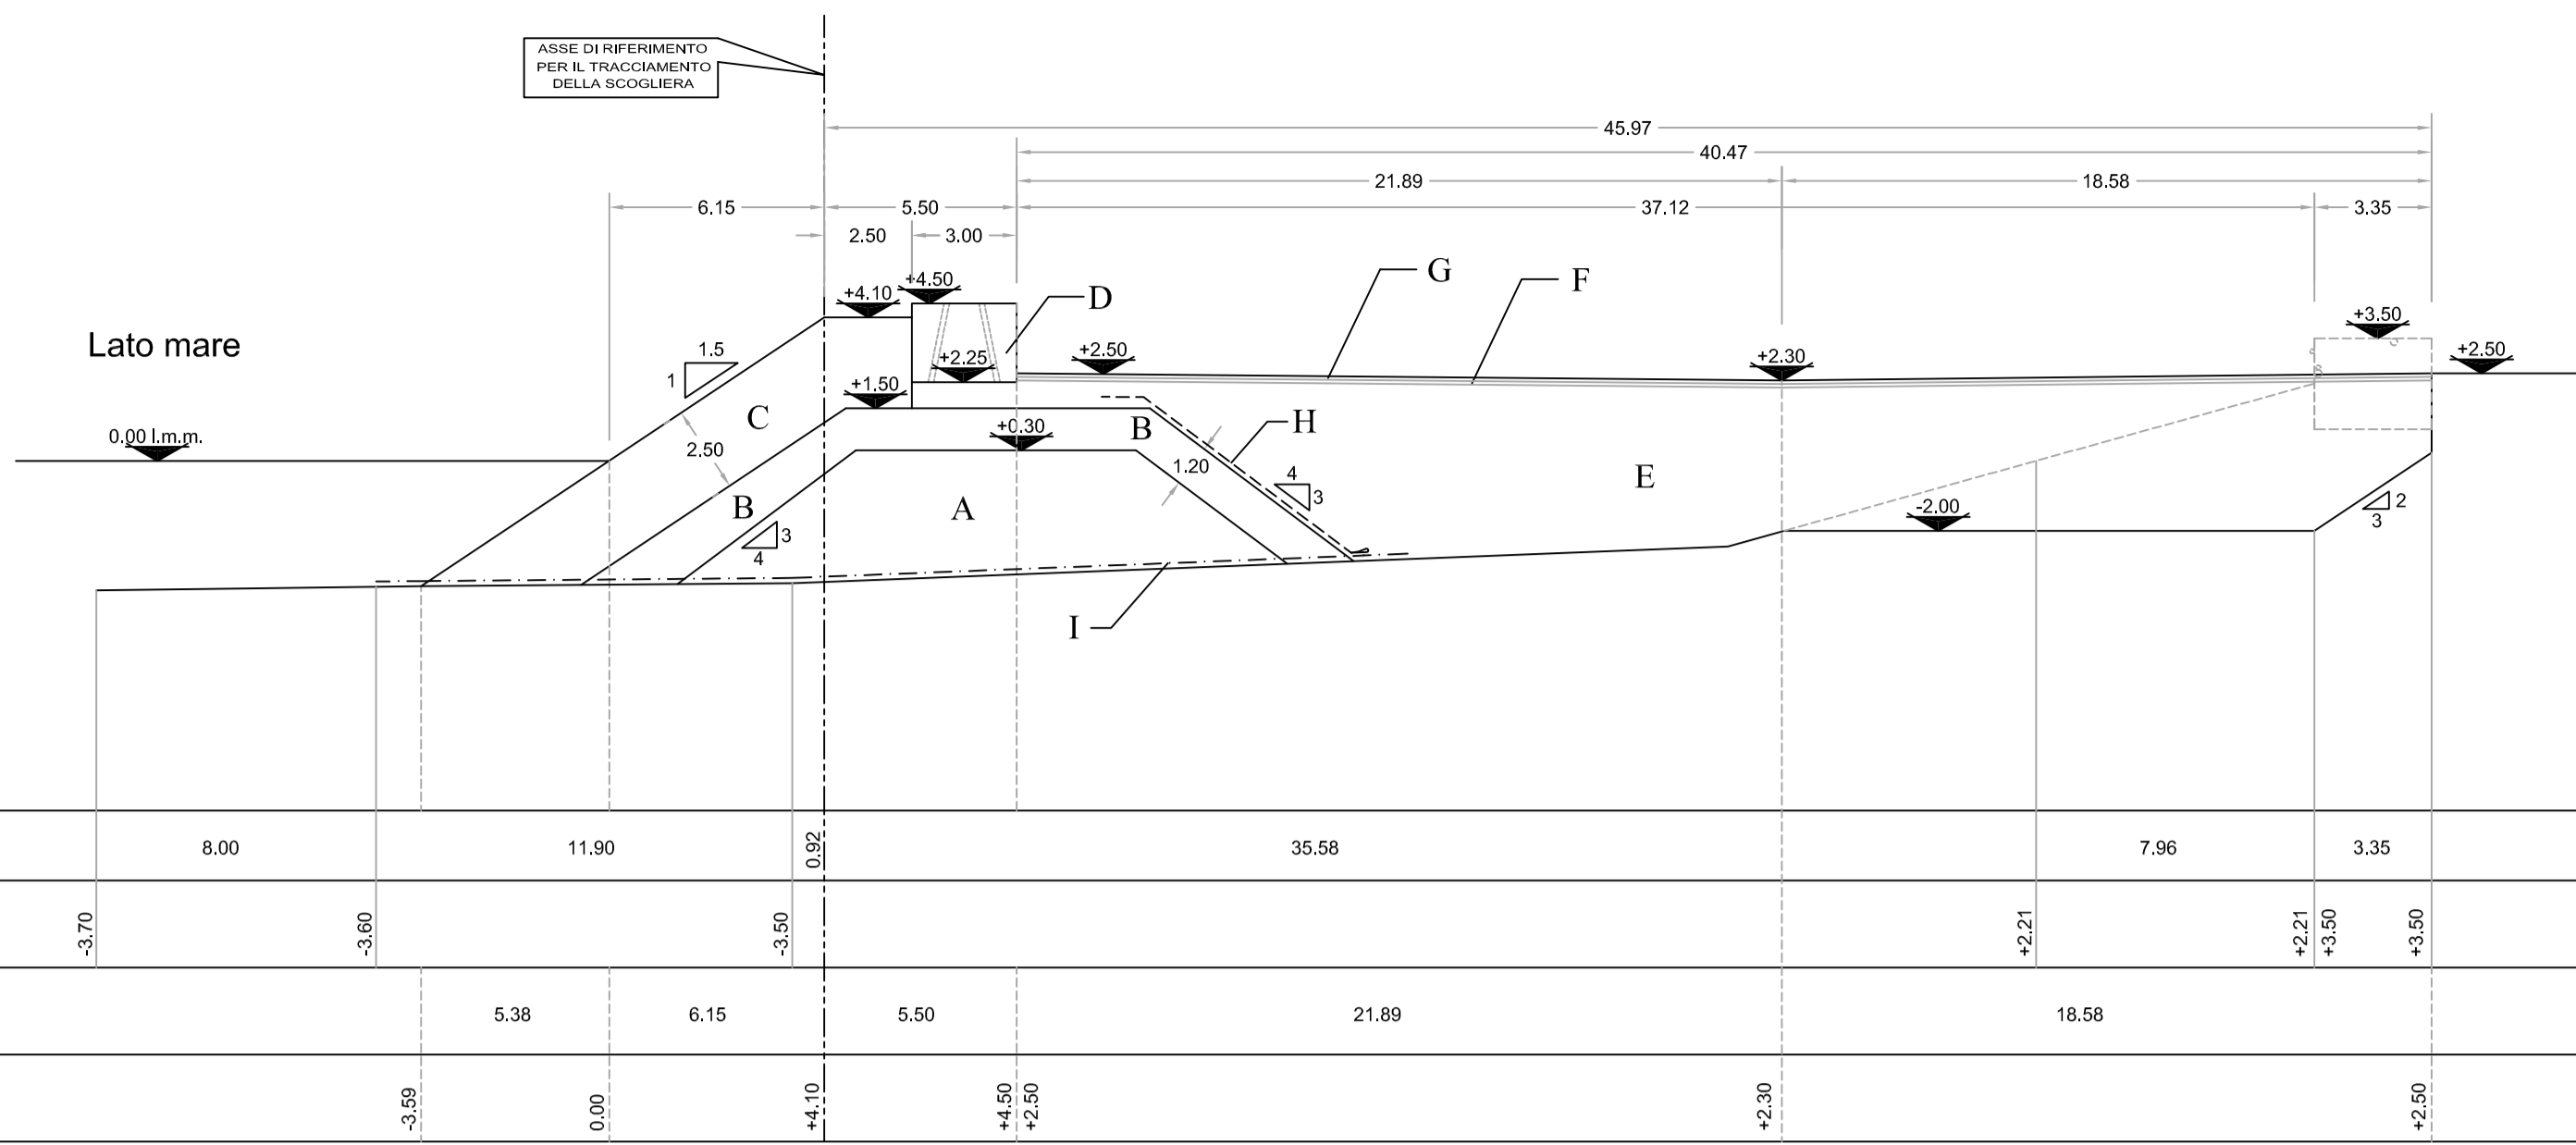 ASSE DI RIFERIMENTO
PER IL TRACCIAMENTO
DELLA SCOGLIERA
45.97
40.47
21.89 18.58
6.15 5.50 37.12 3.35
2.50 3.00
G F
+4.50
+4.10 D
+3.50
Lato mare
1.5
1
+2.25 +2.50 +2.30 +2.50
+1.50
C
0.00 l.m.m.
2.50
+0.30 B H
1.20
4
3
E
B
A
3
4
-2.00
2
3
I
8.00 11.90 0.92 35.58 7.96 3.35
-3.70 -3.60 -3.50 +2.21 +2.21 +3.50 +3.50
5.38 6.15 5.50 21.89 18.58
-3.59 0.00 +4.10 +4.50 +2.50 +2.30 +2.50